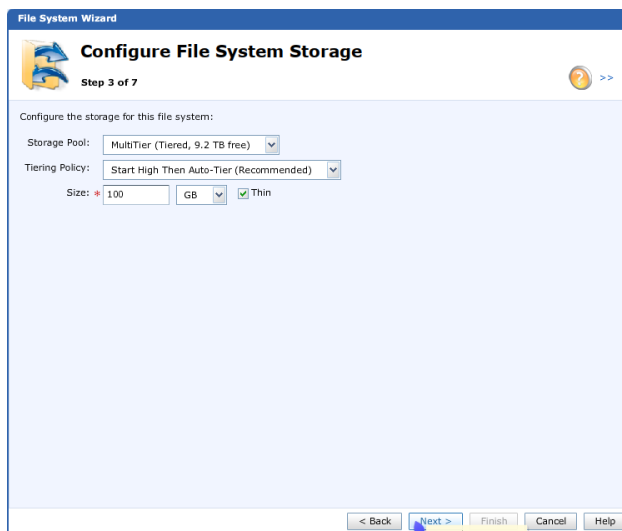 File System Wizard
Configure File System Storage
Step 3 of 7
? >>
Configure the storage for this file system:
Storage Pool: MultiTier (Tiered, 9.2 TB free)
Tiering Policy: Start High Then Auto-Tier (Recommended)
Size: * 100 GB Thin
< Back Next > Finish Cancel Help